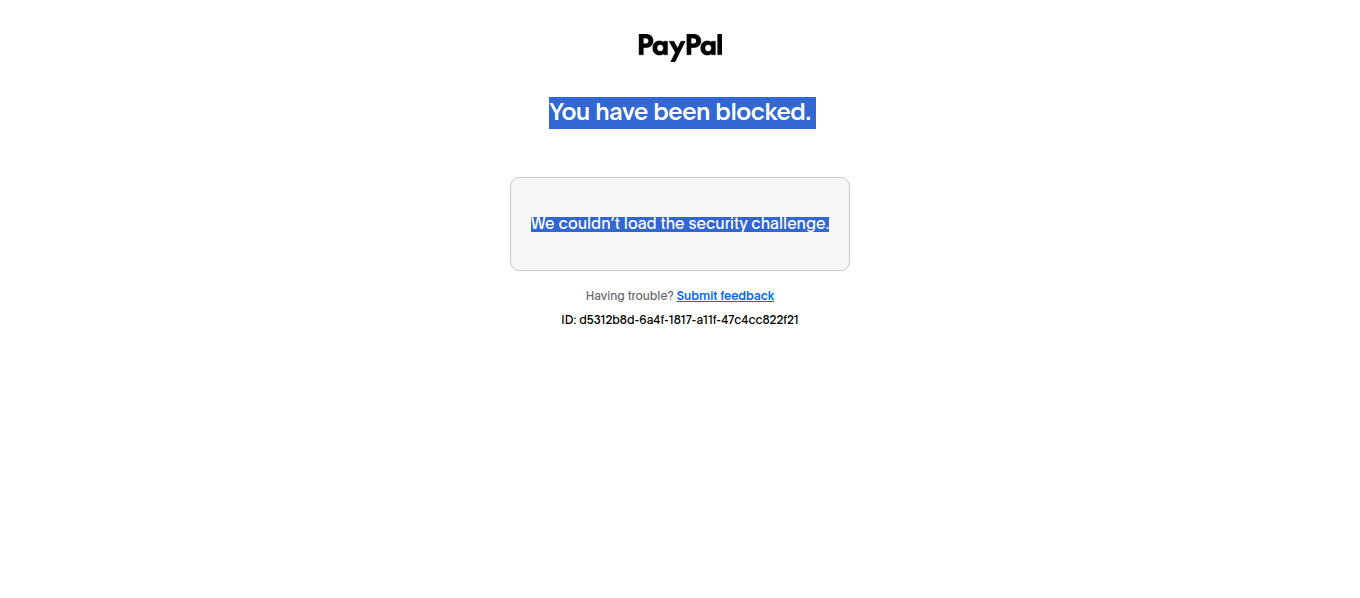 PayPal
You have been blocked.
We couldn't load the security challenge.
Having trouble? Submit feedback
ID: d5312b8d-6a4f-1817-a11f-47c4cc822f21